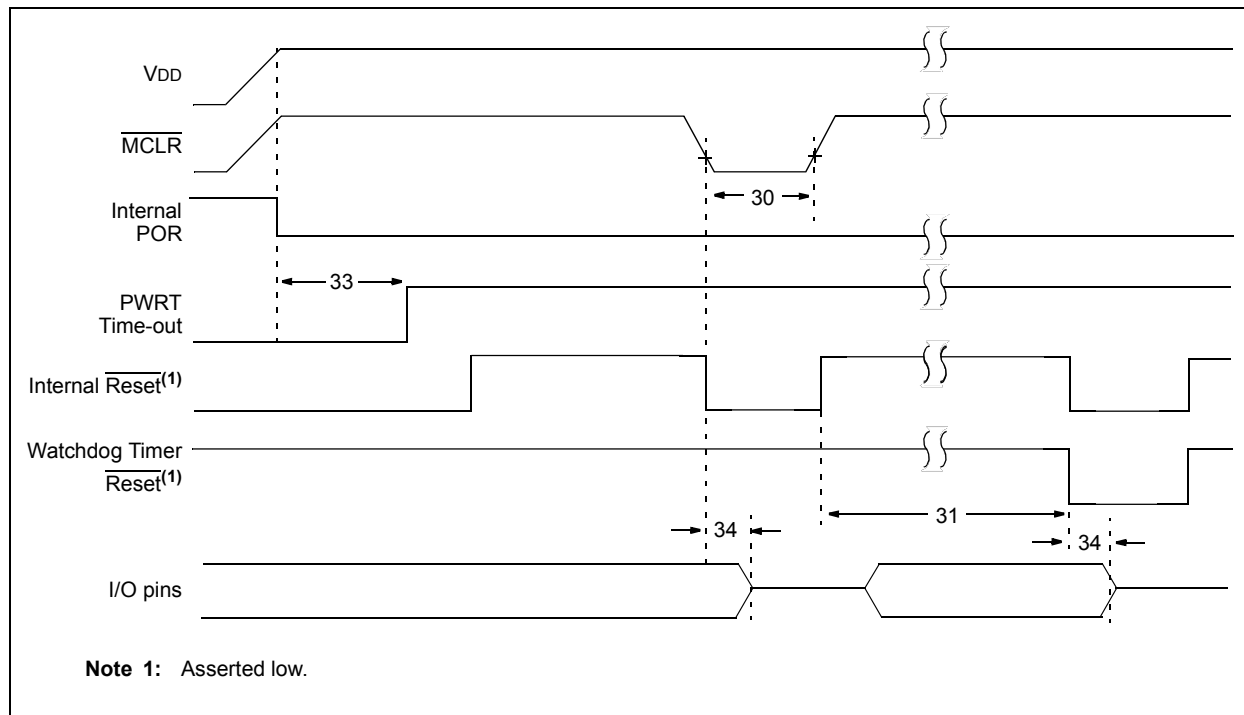 VDD
MCLR
30
Internal
POR
33
PWRT
Time-out
Internal Reset(1)
Watchdog Timer
Reset(1)
31
34
34
I/O pins
Note 1: Asserted low.